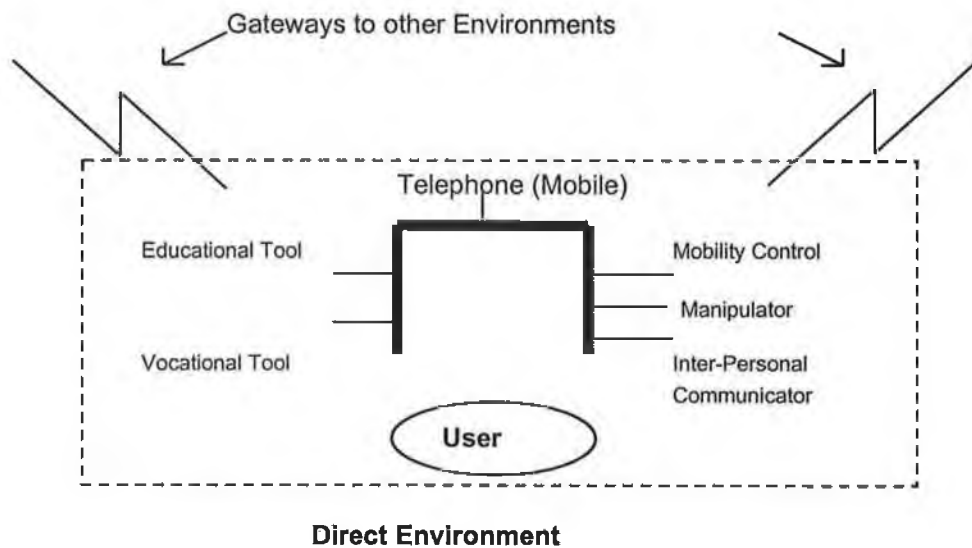 Gateways to other Environments
Telephone (Mobile)
Educational Tool
Vocational Tool
Mobility Control
Manipulator
Inter-Personal
Communicator
User
Direct Environment